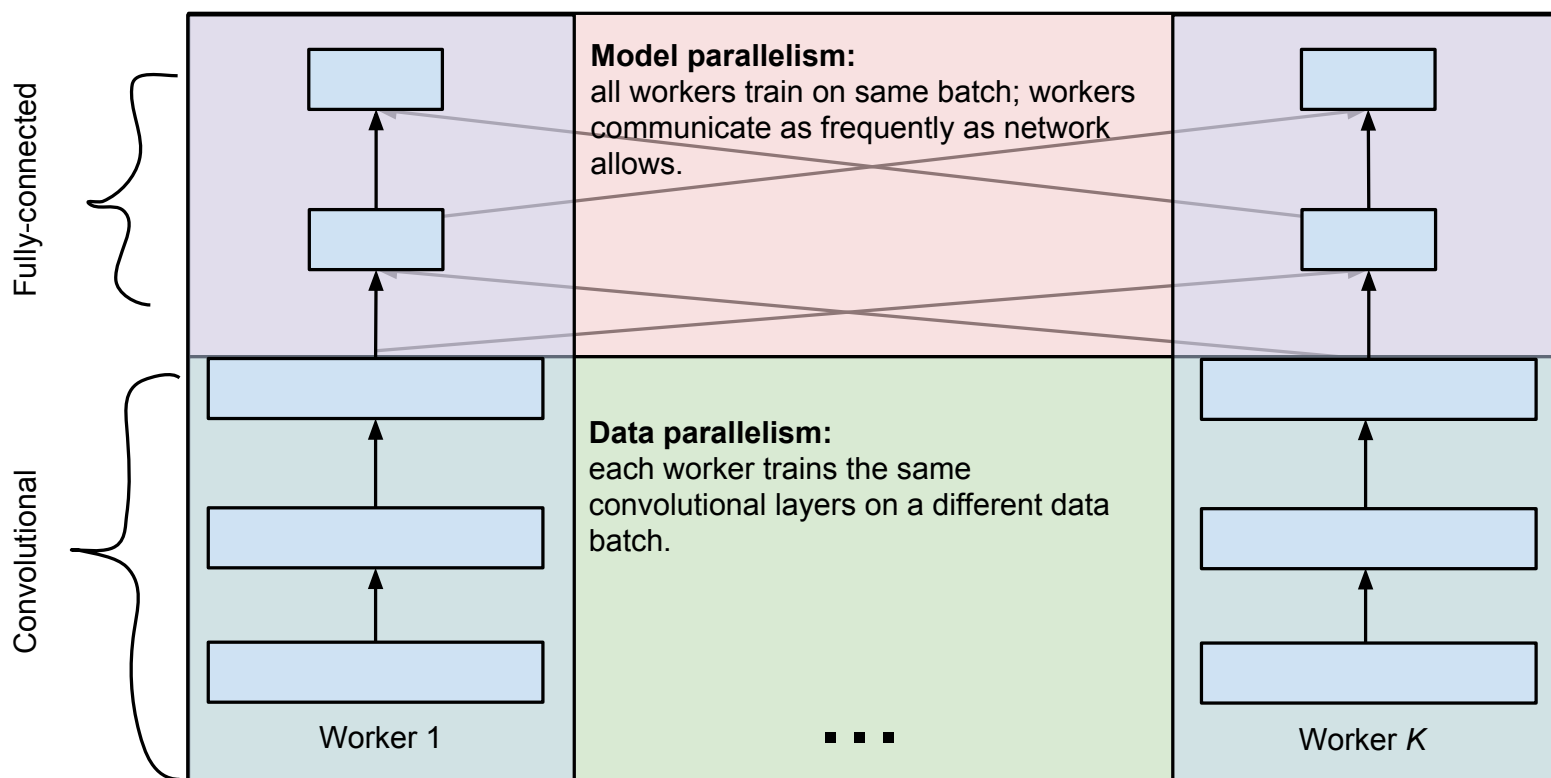 Fully-connected
Model parallelism:
all workers train on same batch; workers
communicate as frequently as network
allows.
Convolutional
Data parallelism:
each worker trains the same
convolutional layers on a different data
batch.
Worker 1
...
Worker K